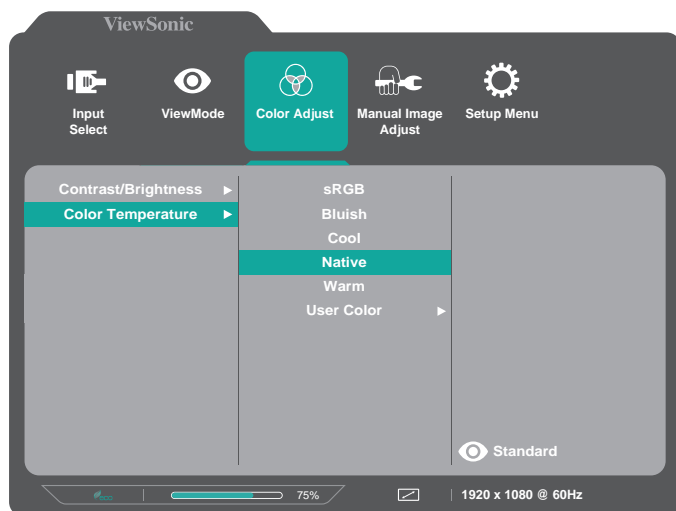 ViewSonic
Input
Select
ViewMode
Color Adjust
Manual Image
Adjust
Setup Menu
Contrast/Brightness
Color Temperature
sRGB
Bluish
Cool
Native
Warm
User Color
Standard
ECO
75%
1920 x 1080 @ 60Hz